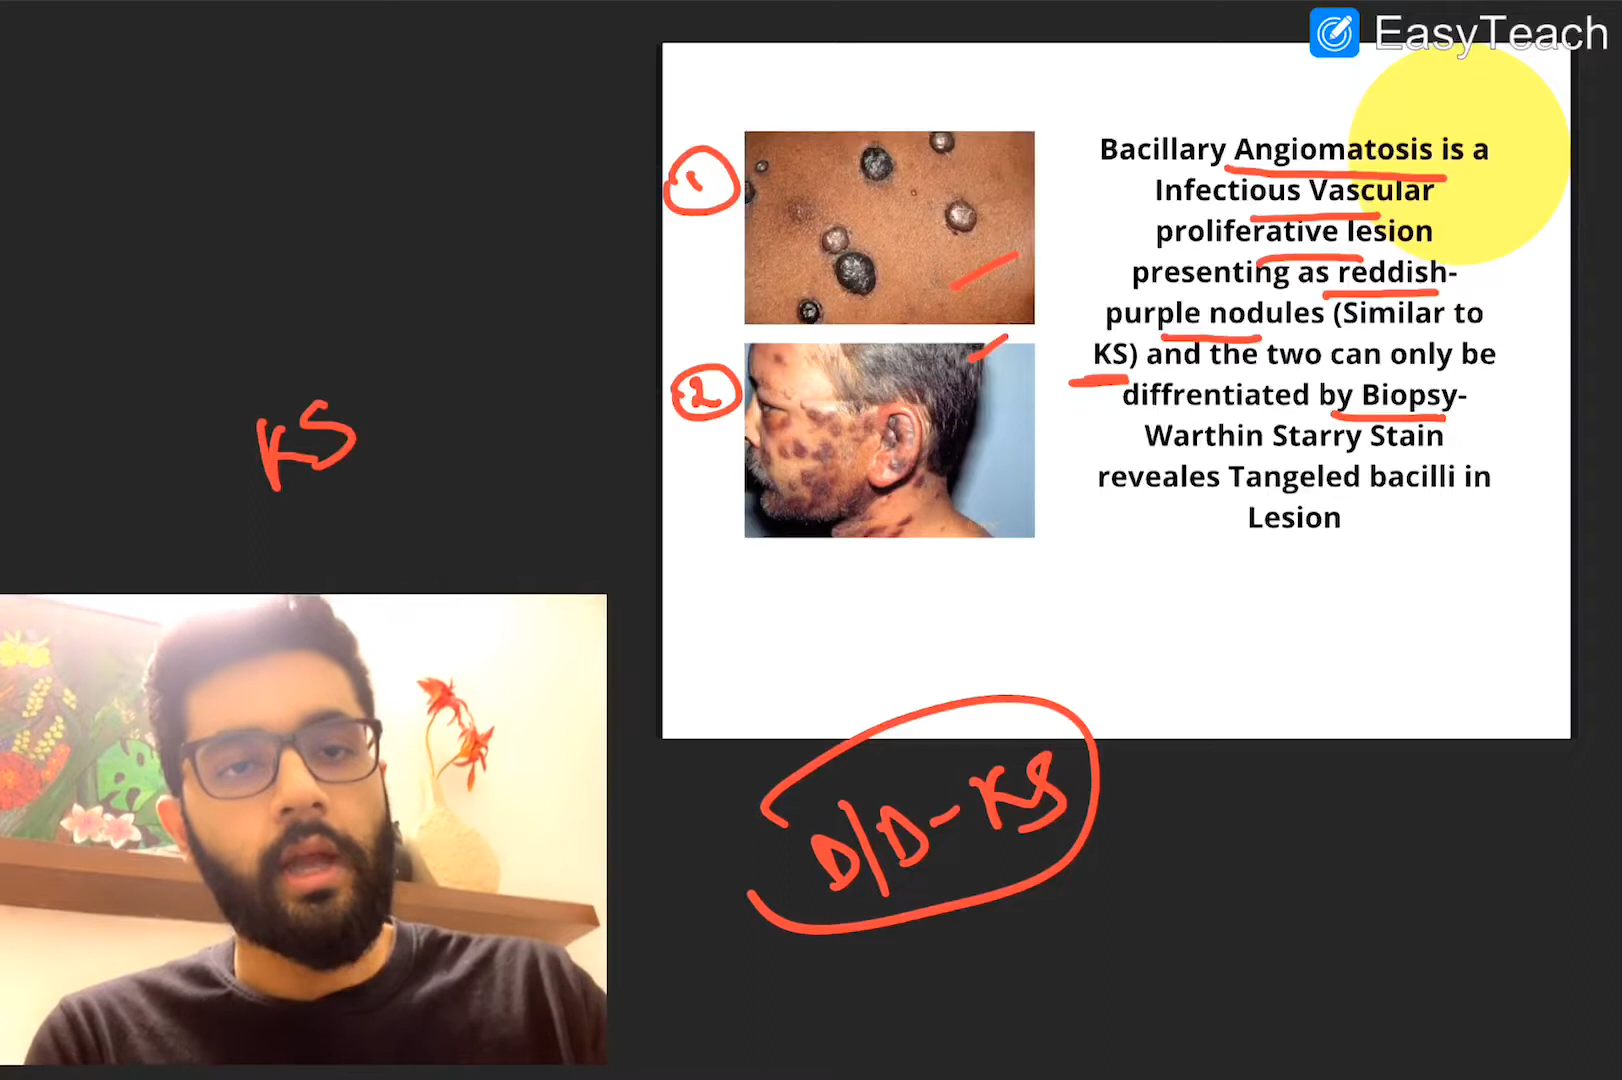 EasyTeach
1
2
Bacillary Angiomatosis is a
Infectious Vascular
proliferative lesion
presenting as reddish-
purple nodules (Similar to
KS) and the two can only be
diffrentiated by Biopsy-
Warthin Starry Stain
reveales Tangeled bacilli in
Lesion
KS
D/D-KS